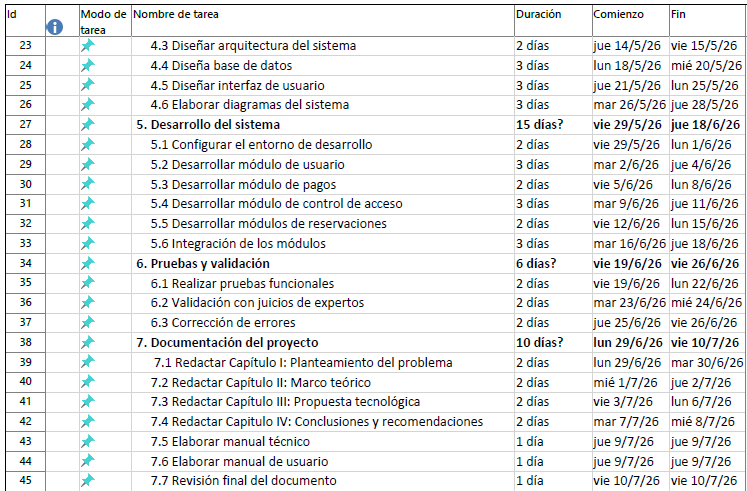 Id Modo de tarea Nombre de tarea Duración Comienzo Fin
23 4.3 Diseñar arquitectura del sistema 2 días jue 14/5/26 vie 15/5/26
24 4.4 Diseña base de datos 3 días lun 18/5/26 mié 20/5/26
25 4.5 Diseñar interfaz de usuario 3 días jue 21/5/26 lun 25/5/26
26 4.6 Elaborar diagramas del sistema 3 días mar 26/5/26 jue 28/5/26
27 5. Desarrollo del sistema 15 días? vie 29/5/26 jue 18/6/26
28 5.1 Configurar el entorno de desarrollo 2 días vie 29/5/26 lun 1/6/26
29 5.2 Desarrollar módulo de usuario 3 días mar 2/6/26 jue 4/6/26
30 5.3 Desarrollar módulo de pagos 2 días vie 5/6/26 lun 8/6/26
31 5.4 Desarrollar módulo de control de acceso 3 días mar 9/6/26 jue 11/6/26
32 5.5 Desarrollar módulos de reservaciones 2 días vie 12/6/26 lun 15/6/26
33 5.6 Integración de los módulos 3 días mar 16/6/26 jue 18/6/26
34 6. Pruebas y validación 6 días? vie 19/6/26 vie 26/6/26
35 6.1 Realizar pruebas funcionales 2 días vie 19/6/26 lun 22/6/26
36 6.2 Validación con juicios de expertos 2 días mar 23/6/26 mié 24/6/26
37 6.3 Corrección de errores 2 días jue 25/6/26 vie 26/6/26
38 7. Documentación del proyecto 10 días? lun 29/6/26 vie 10/7/26
39 7.1 Redactar Capítulo I: Planteamiento del problema 2 días lun 29/6/26 mar 30/6/26
40 7.2 Redactar Capítulo II: Marco teórico 2 días mié 1/7/26 jue 2/7/26
41 7.3 Redactar Capítulo III: Propuesta tecnológica 2 días vie 3/7/26 lun 6/7/26
42 7.4 Redactar Capitulo IV: Conclusiones y recomendaciones 2 días mar 7/7/26 mié 8/7/26
43 7.5 Elaborar manual técnico 1 día jue 9/7/26 jue 9/7/26
44 7.6 Elaborar manual de usuario 1 día jue 9/7/26 jue 9/7/26
45 7.7 Revisión final del documento 1 día vie 10/7/26 vie 10/7/26